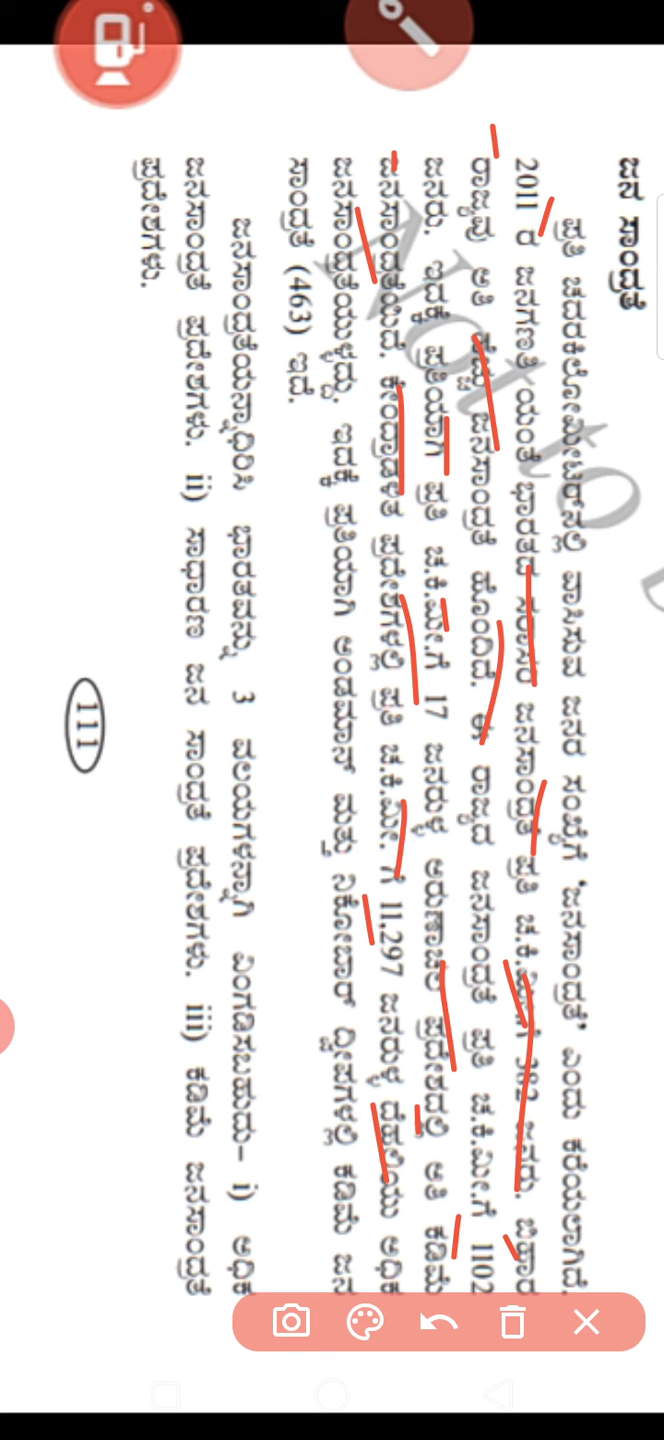 ಜನ ಸಾಂದ್ರತೆ
ಪ್ರತಿ ಚದರಕಿಲೋಮೀಟರ್‌ನಲ್ಲಿ ವಾಸಿಸುವ ಜನರ ಸಂಖ್ಯೆಗೆ 'ಜನಸಾಂದ್ರತೆ' ಎಂದು ಕರೆಯಲಾಗಿದೆ.
2011 ರ ಜನಗಣತಿ ಯಂತೆ ಭಾರತದ ಸರಾಸರಿ ಜನಸಾಂದ್ರತೆ ಪ್ರತಿ ಚ.ಕಿ.ಮೀ.ಗೆ 382 ಜನರು. ಬಿಹಾರ
ರಾಜ್ಯವು ಅತಿ ಹೆಚ್ಚು ಜನಸಾಂದ್ರತೆ ಹೊಂದಿದೆ. ಈ ರಾಜ್ಯದ ಜನಸಾಂದ್ರತೆ ಪ್ರತಿ ಚ.ಕಿ.ಮೀ.ಗೆ 1102
ಜನರು. ಇದಕ್ಕೆ ಪ್ರತಿಯಾಗಿ ಪ್ರತಿ ಚ.ಕಿ.ಮೀ.ಗೆ 17 ಜನರುಳ್ಳ ಅರುಣಾಚಲ ಪ್ರದೇಶದಲ್ಲಿ ಅತಿ ಕಡಿಮೆ
ಜನಸಾಂದ್ರತೆಯಿದೆ. ಕೇಂದ್ರಾಡಳಿತ ಪ್ರದೇಶಗಳಲ್ಲಿ ಪ್ರತಿ ಚ.ಕಿ.ಮೀ. ಗೆ 11,297 ಜನರುಳ್ಳ ದೆಹಲಿಯು ಅಧಿಕ
ಜನಸಾಂದ್ರತೆಯುಳ್ಳದ್ದು, ಇದಕ್ಕೆ ಪ್ರತಿಯಾಗಿ ಅಂಡಮಾನ್ ಮತ್ತು ನಿಕೋಬಾರ್ ದ್ವೀಪಗಳಲ್ಲಿ ಕಡಿಮೆ ಜನ
ಸಾಂದ್ರತೆ (463) ಇದೆ.
ಜನಸಾಂದ್ರತೆಯನ್ನಾಧರಿಸಿ ಭಾರತವನ್ನು 3 ವಲಯಗಳನ್ನಾಗಿ ವಿಂಗಡಿಸಬಹುದು– i) ಅಧಿಕ
ಜನಸಾಂದ್ರತೆ ಪ್ರದೇಶಗಳು. ii) ಸಾಧಾರಣ ಜನ ಸಾಂದ್ರತೆ ಪ್ರದೇಶಗಳು. iii) ಕಡಿಮೆ ಜನಸಾಂದ್ರತೆ
ಪ್ರದೇಶಗಳು.
111
Not to